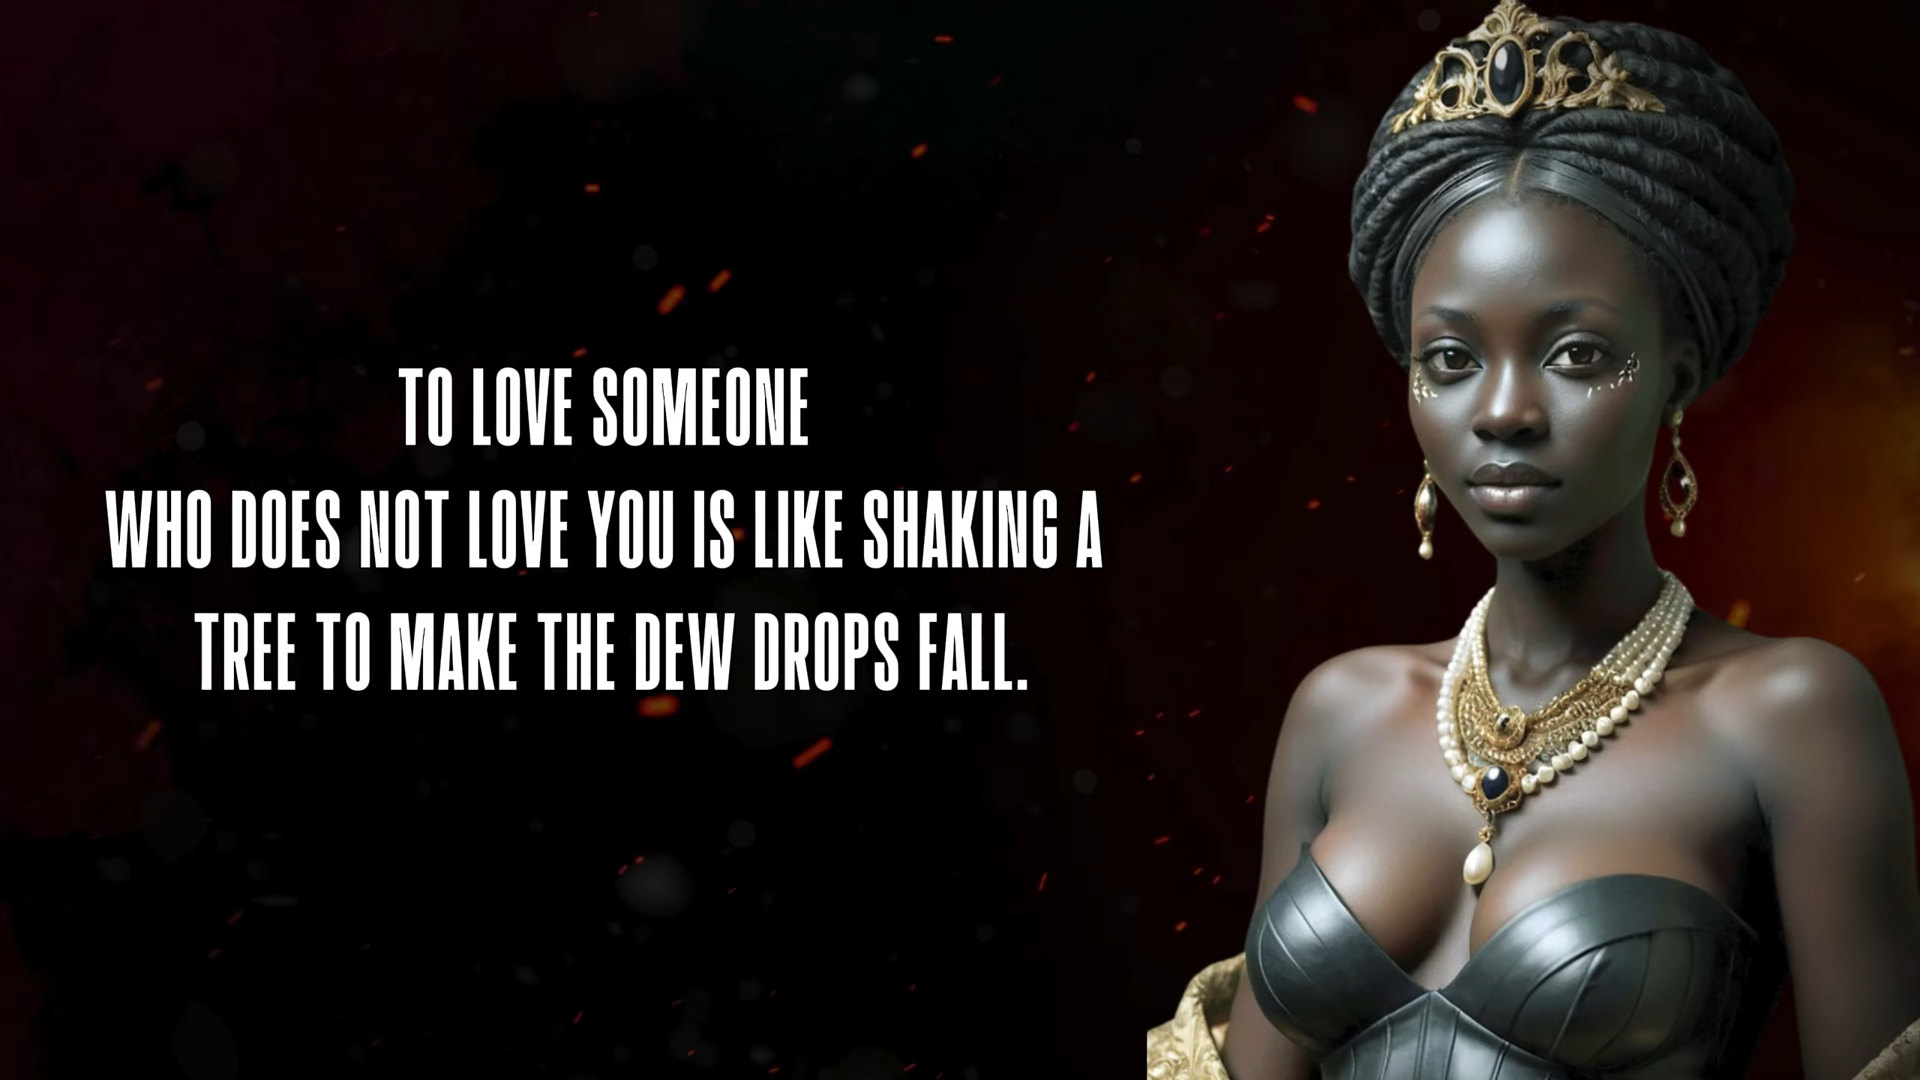 TO LOVE SOMEONE
WHO DOES NOT LOVE YOU IS LIKE SHAKING A
TREE TO MAKE THE DEW DROPS FALL.